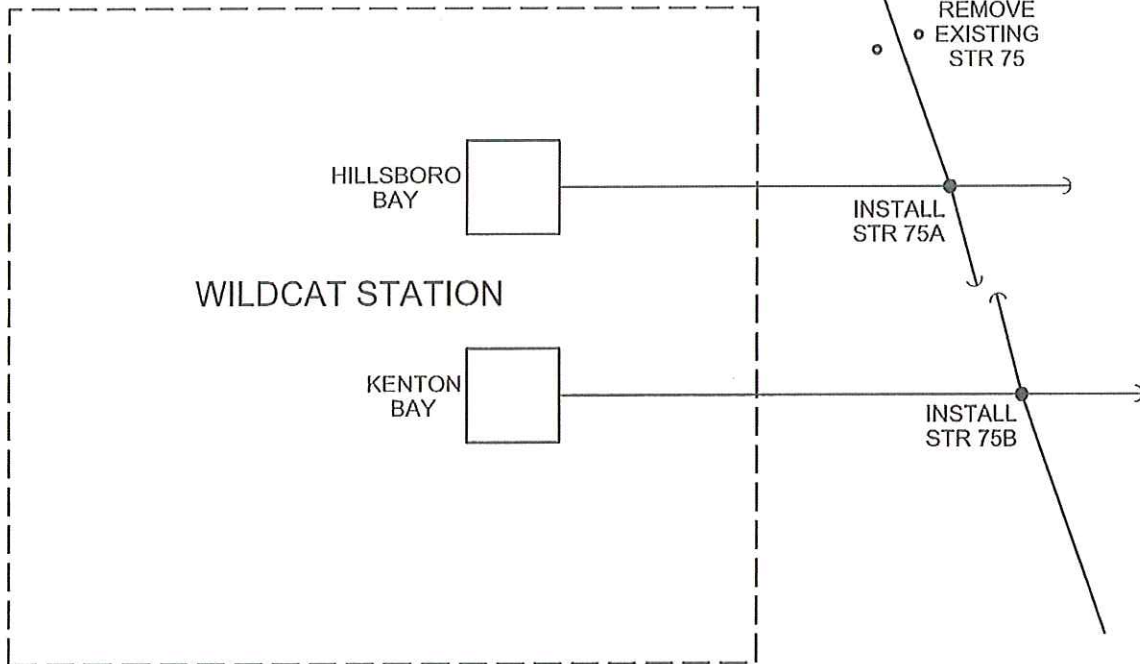 REMOVE
EXISTING
STR 75
HILLSBORO
BAY
INSTALL
STR 75A
WILDCAT STATION
KENTON
BAY
INSTALL
STR 75B